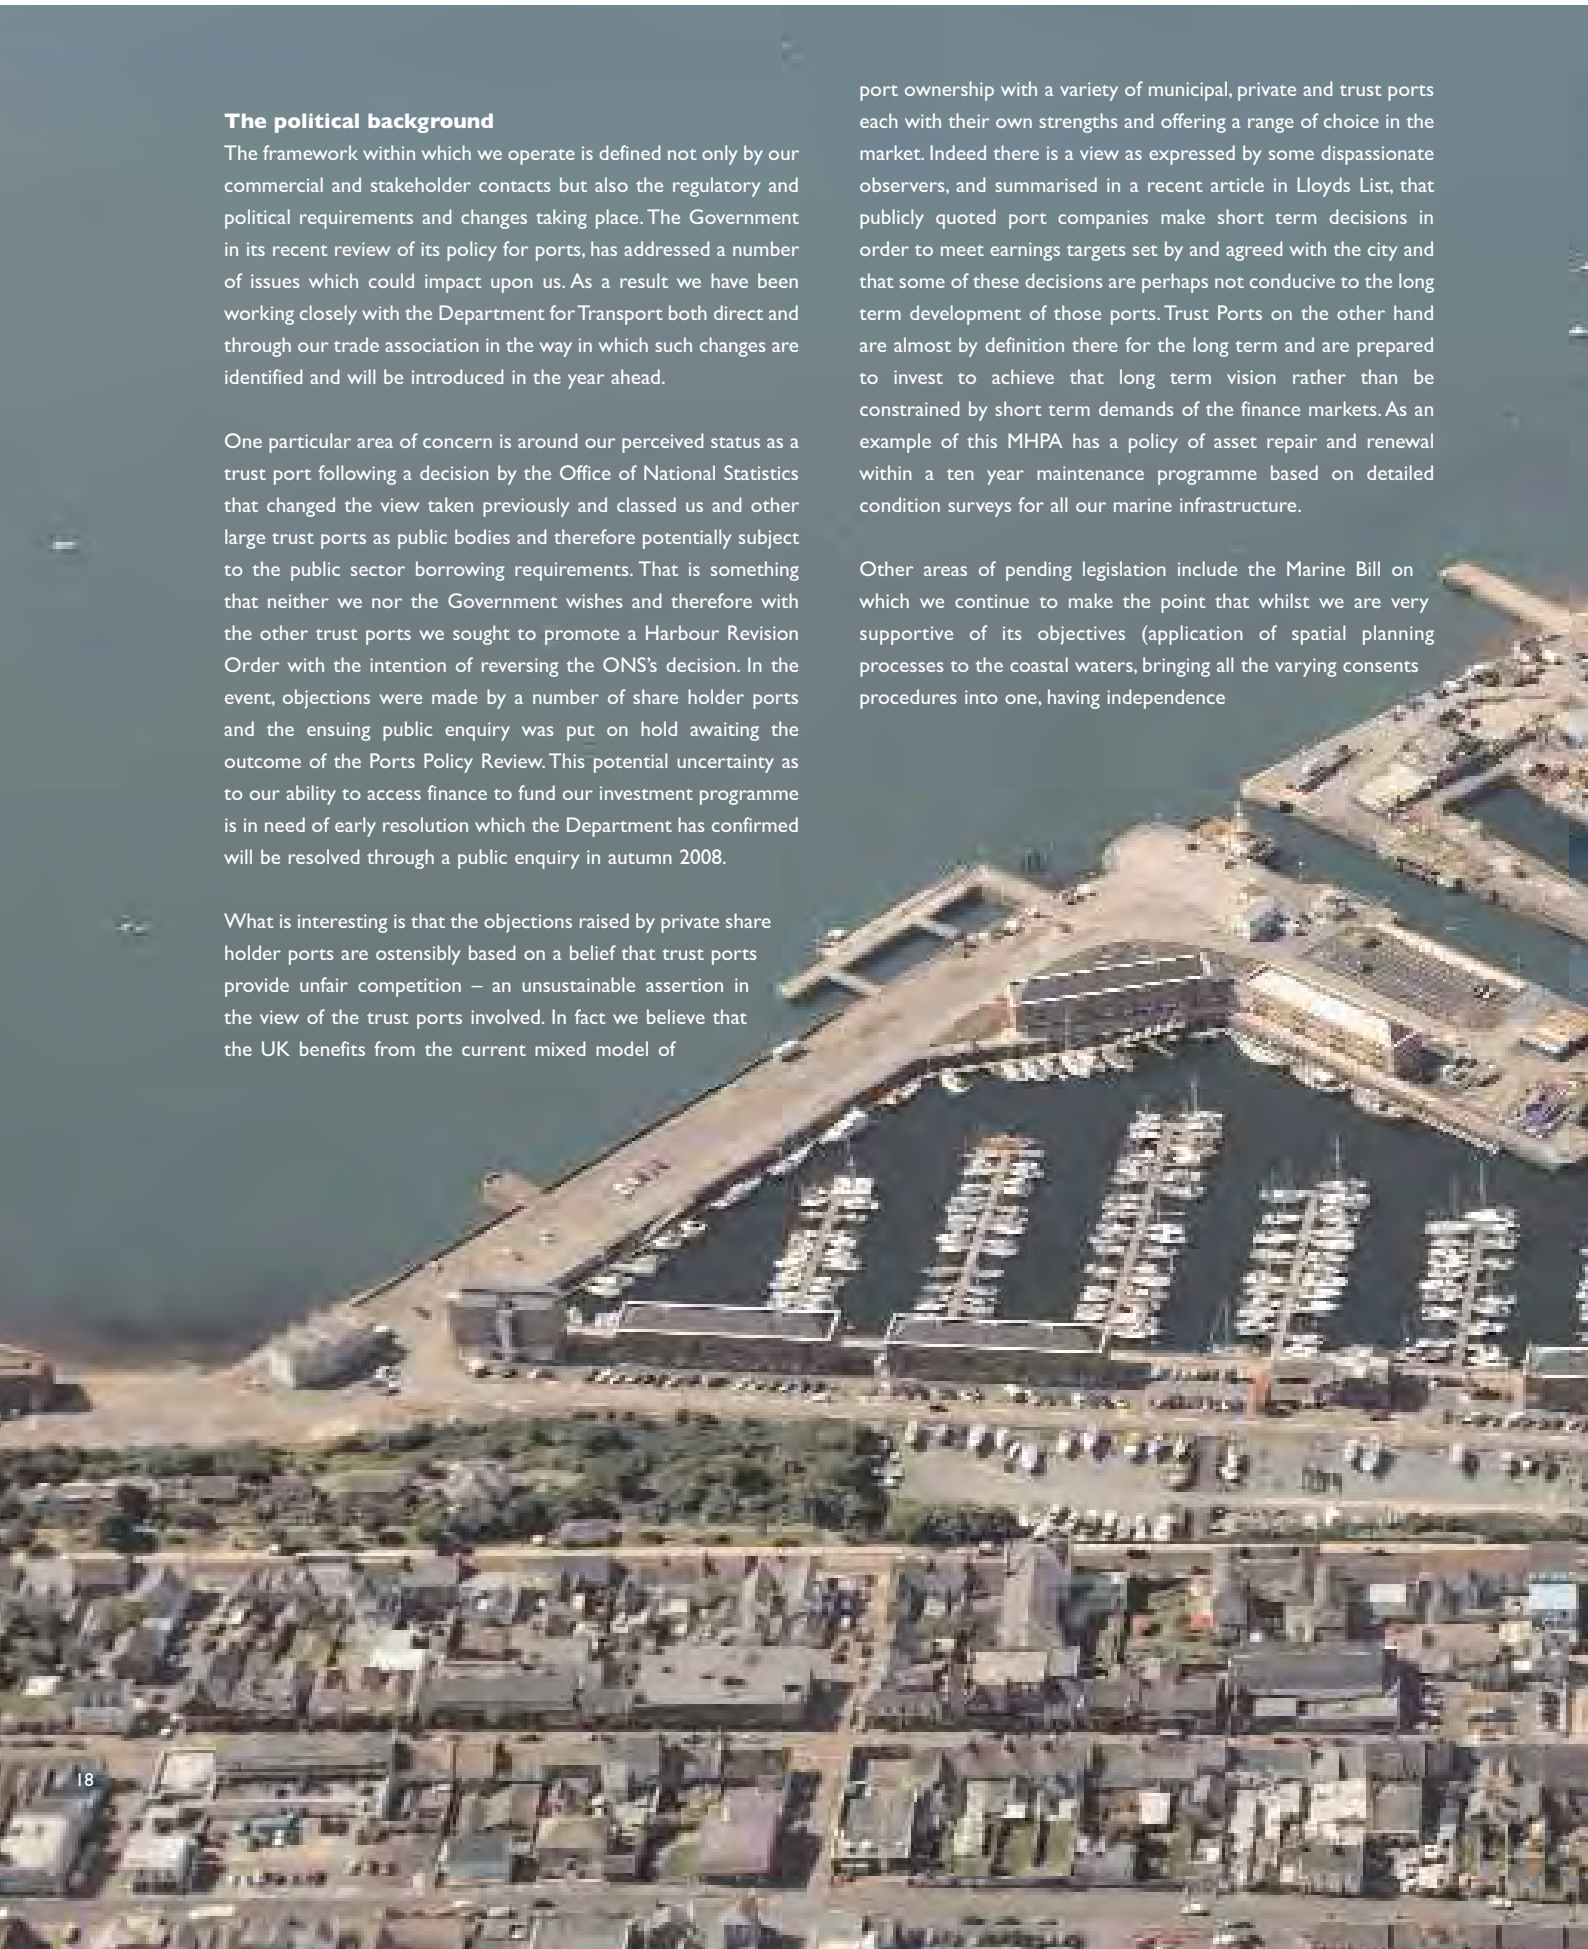 The political background
The framework within which we operate is defined not only by our
commercial and stakeholder contacts but also the regulatory and
political requirements and changes taking place. The Government
in its recent review of its policy for ports, has addressed a number
of issues which could impact upon us. As a result we have been
working closely with the Department for Transport both direct and
through our trade association in the way in which such changes are
identified and will be introduced in the year ahead.
One particular area of concern is around our perceived status as a
trust port following a decision by the Office of National Statistics
that changed the view taken previously and classed us and other
large trust ports as public bodies and therefore potentially subject
to the public sector borrowing requirements. That is something
that neither we nor the Government wishes and therefore with
the other trust ports we sought to promote a Harbour Revision
Order with the intention of reversing the ONS's decision. In the
event, objections were made by a number of share holder ports
and the ensuing public enquiry was put on hold awaiting the
outcome of the Ports Policy Review. This potential uncertainty as
to our ability to access finance to fund our investment programme
is in need of early resolution which the Department has confirmed
will be resolved through a public enquiry in autumn 2008.
What is interesting is that the objections raised by private share
holder ports are ostensibly based on a belief that trust ports
provide unfair competition – an unsustainable assertion in
the view of the trust ports involved. In fact we believe that
the UK benefits from the current mixed model of
port ownership with a variety of municipal, private and trust ports
each with their own strengths and offering a range of choice in the
market. Indeed there is a view as expressed by some dispassionate
observers, and summarised in a recent article in Lloyds List, that
publicly quoted port companies make short term decisions in
order to meet earnings targets set by and agreed with the city and
that some of these decisions are perhaps not conducive to the long
term development of those ports. Trust Ports on the other hand
are almost by definition there for the long term and are prepared
to invest to achieve that long term vision rather than be
constrained by short term demands of the finance markets. As an
example of this MHPA has a policy of asset repair and renewal
within a ten year maintenance programme based on detailed
condition surveys for all our marine infrastructure.
Other areas of pending legislation include the Marine Bill on
which we continue to make the point that whilst we are very
supportive of its objectives (application of spatial planning
processes to the coastal waters, bringing all the varying consents
procedures into one, having independence
18